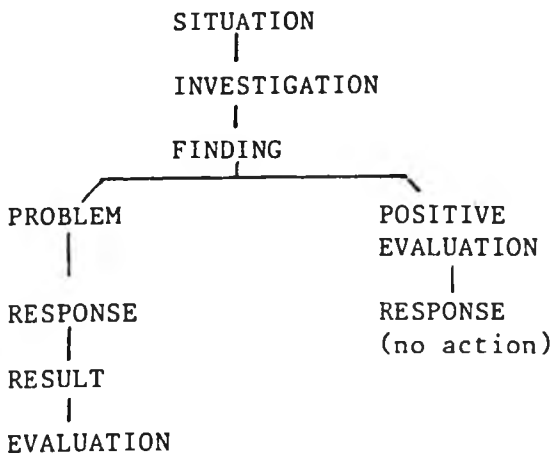 SITUATION
INVESTIGATION
FINDING
PROBLEM
RESPONSE
RESULT
EVALUATION
POSITIVE
EVALUATION
RESPONSE
(no action)